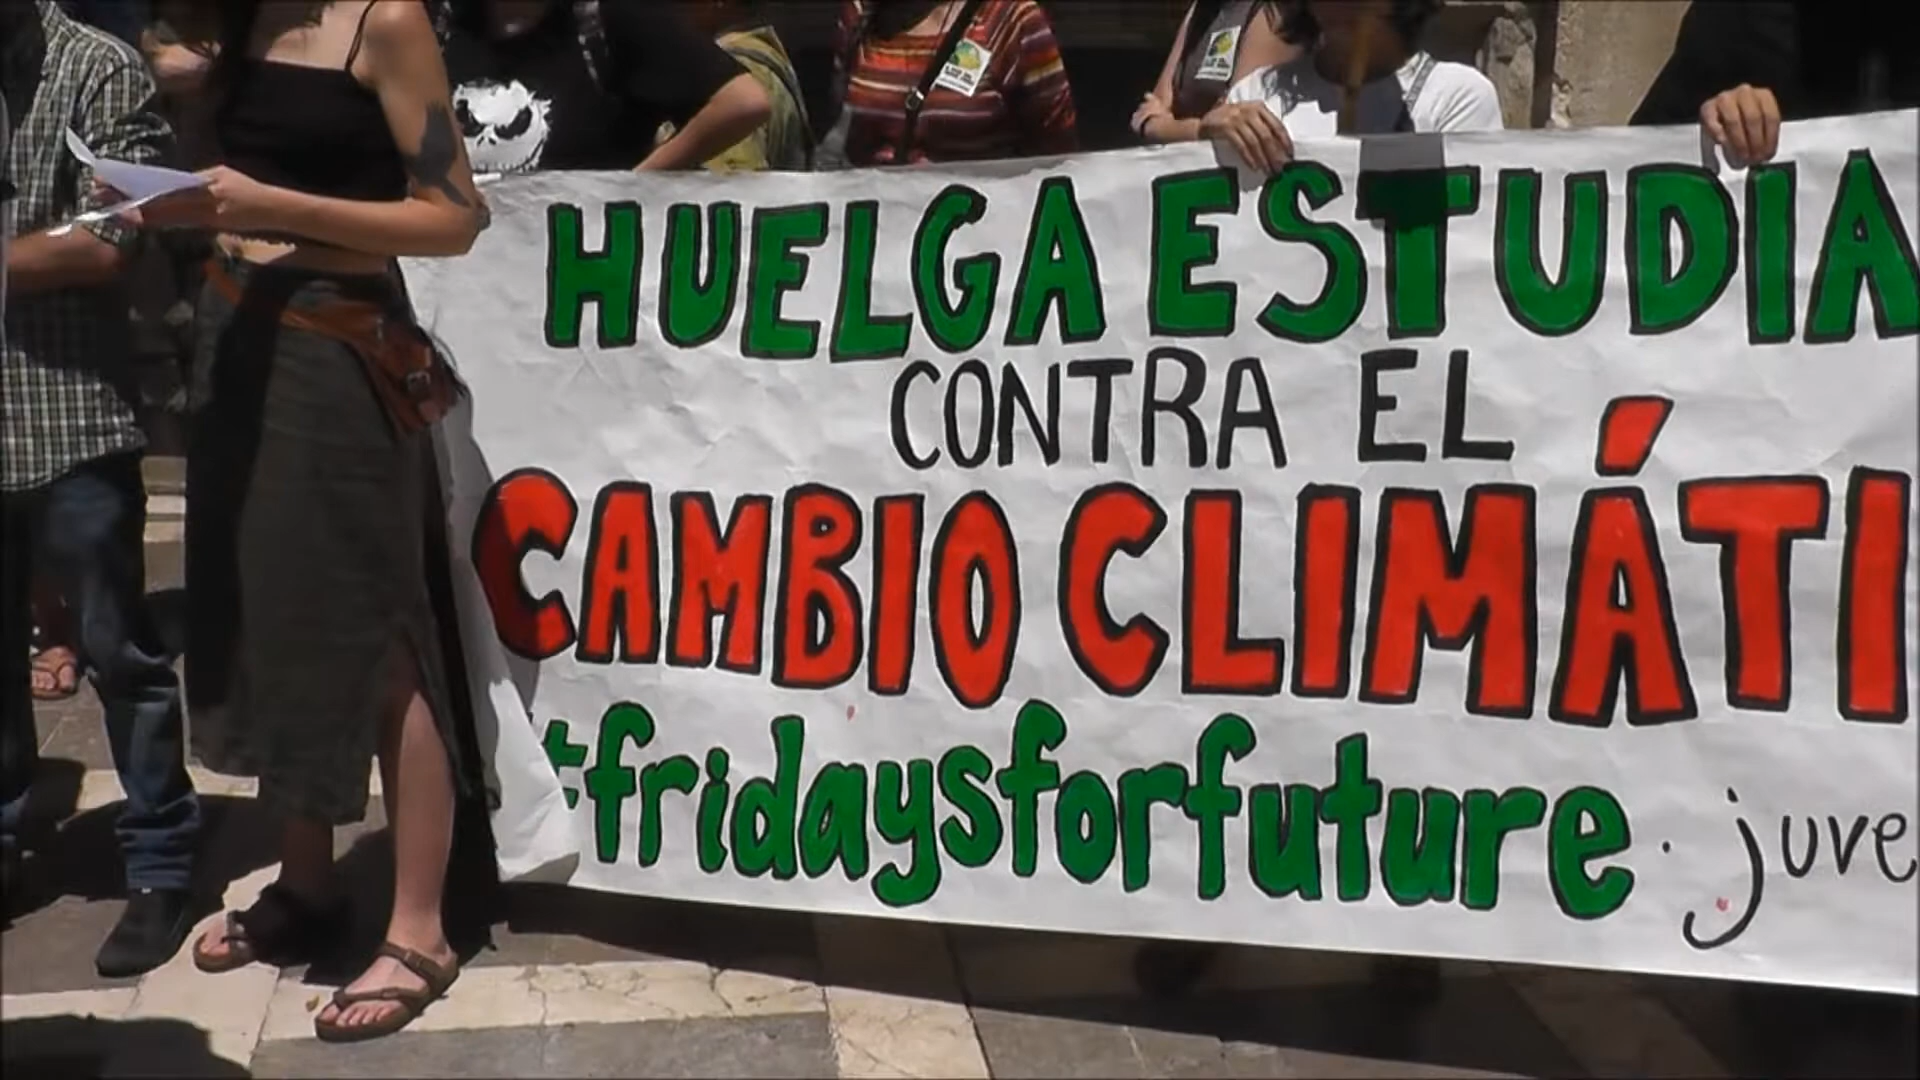 HUELGA ESTUDIA
CONTRA EL
CAMBIO CLIMÁTI
#fridaysforfuture. juve